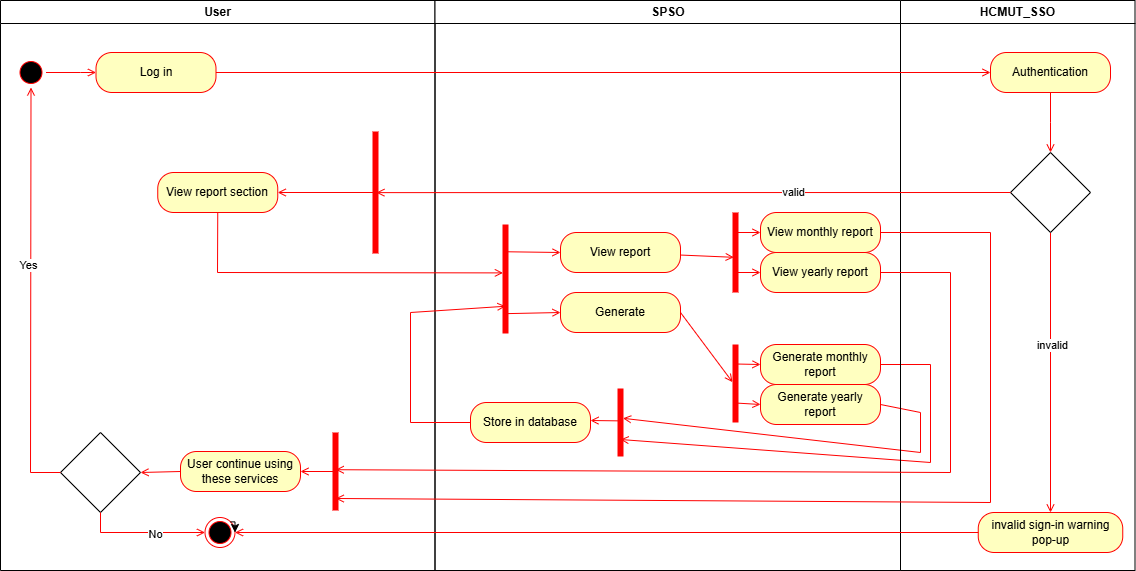 User
SPSO
HCMUT_SSO
Log in
Authentication
View report section
valid
View report
View monthly report
View yearly report
Yes
Generate
invalid
Generate monthly
report
Generate yearly
report
Store in database
User continue using
these services
No
invalid sign-in warning
pop-up